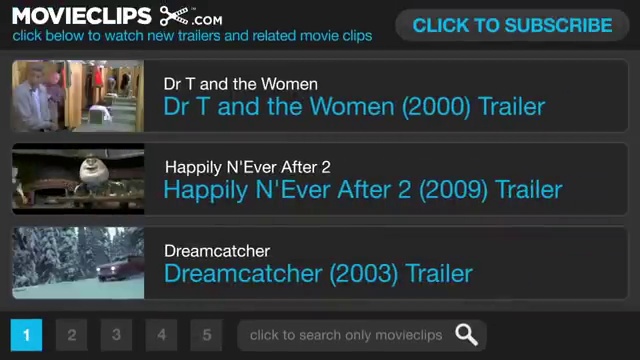 MOVIECLIPS .COM
click below to watch new trailers and related movie clips
CLICK TO SUBSCRIBE
Dr T and the Women
Dr T and the Women (2000) Trailer
Happily N'Ever After 2
Happily N'Ever After 2 (2009) Trailer
Dreamcatcher
Dreamcatcher (2003) Trailer
1 2 3 4 5 click to search only movieclips